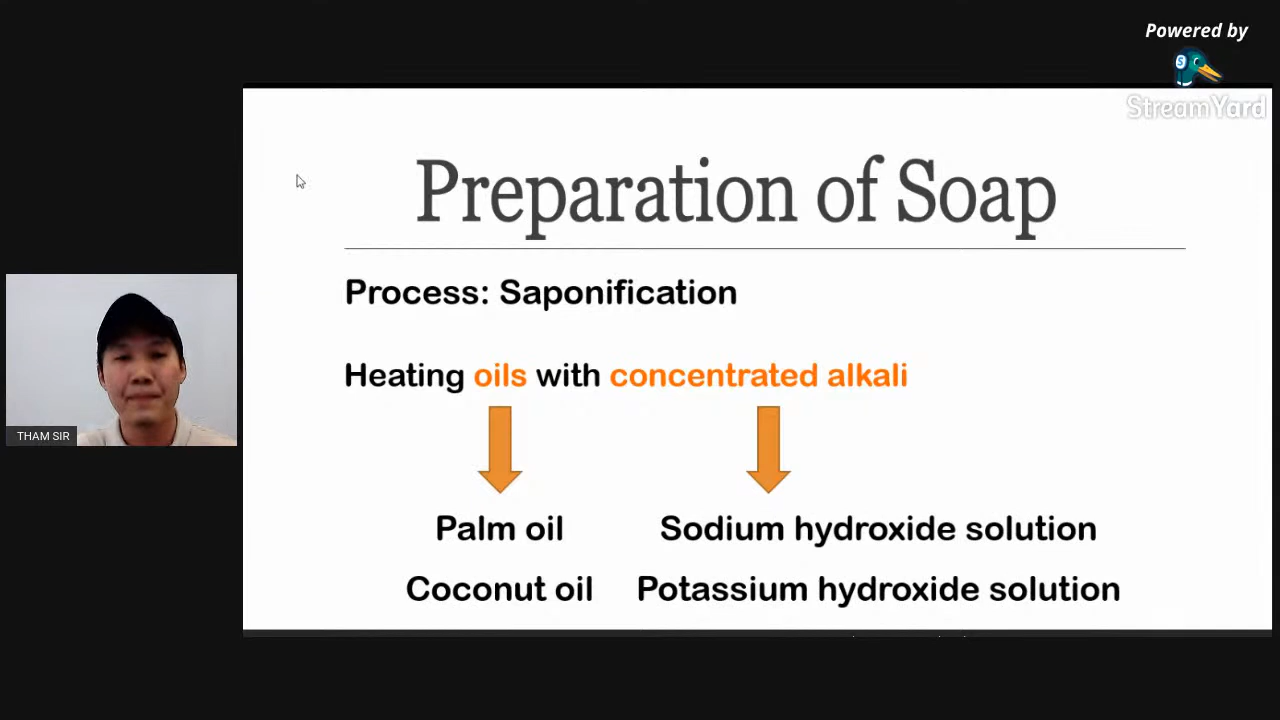 Powered by
StreamYard
Preparation of Soap
Process: Saponification
Heating oils with concentrated alkali
THAM SIR
Palm oil
Sodium hydroxide solution
Coconut oil
Potassium hydroxide solution